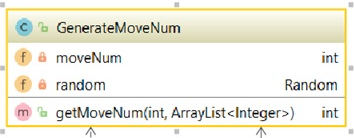 C GenerateMoveNum
f moveNum int
f random Random
m getMoveNum(int, ArrayList<Integer>) int